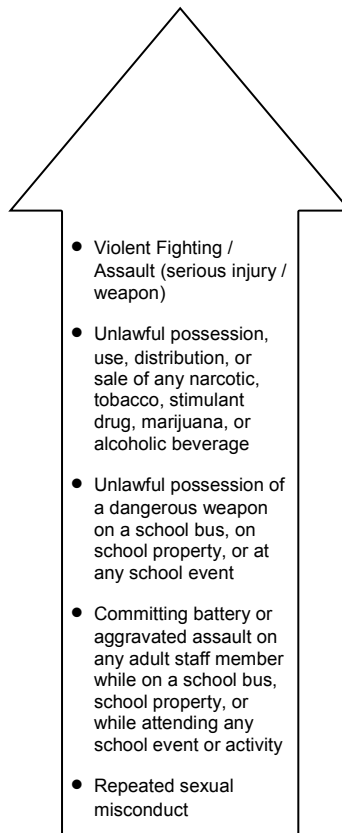 ● Violent Fighting /
Assault (serious injury /
weapon)
● Unlawful possession,
use, distribution, or
sale of any narcotic,
tobacco, stimulant
drug, marijuana, or
alcoholic beverage
● Unlawful possession of
a dangerous weapon
on a school bus, on
school property, or at
any school event
● Committing battery or
aggravated assault on
any adult staff member
while on a school bus,
school property, or
while attending any
school event or activity
● Repeated sexual
misconduct